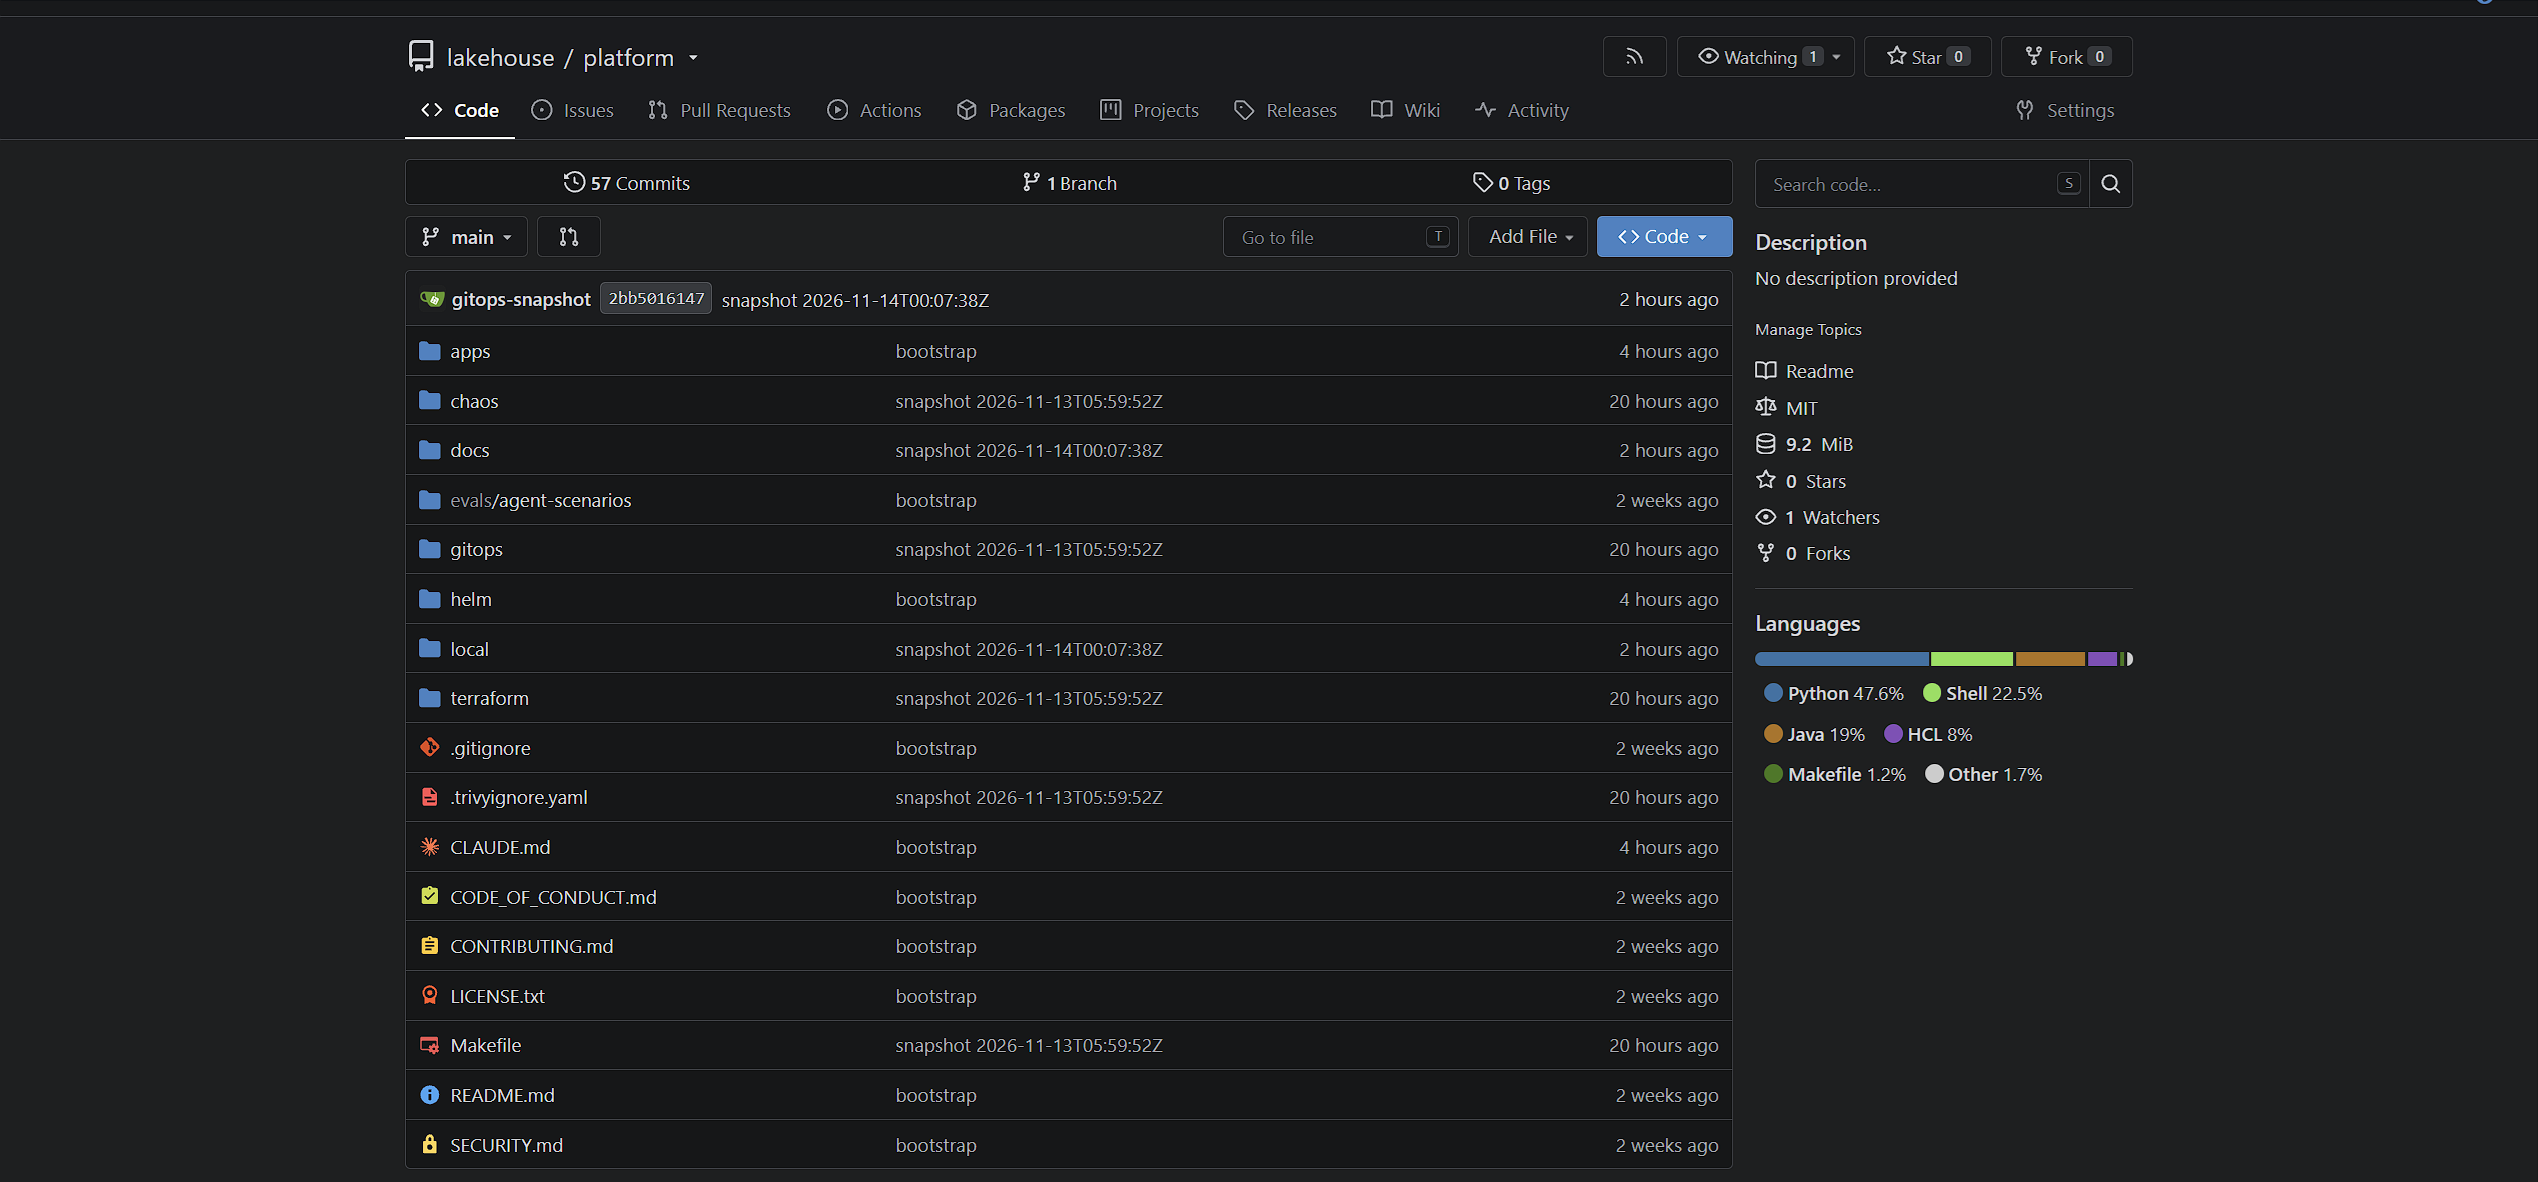 lakehouse / platform
Watching 1
Star 0
Fork 0
Code
Issues
Pull Requests
Actions
Packages
Projects
Releases
Wiki
Activity
Settings
57 Commits
1 Branch
0 Tags
Search code...
S
main
Go to file
T
Add File
Code
gitops-snapshot 2bb5016147 snapshot 2026-11-14T00:07:38Z 2 hours ago
apps bootstrap 4 hours ago
chaos snapshot 2026-11-13T05:59:52Z 20 hours ago
docs snapshot 2026-11-14T00:07:38Z 2 hours ago
evals/agent-scenarios bootstrap 2 weeks ago
gitops snapshot 2026-11-13T05:59:52Z 20 hours ago
helm bootstrap 4 hours ago
local snapshot 2026-11-14T00:07:38Z 2 hours ago
terraform snapshot 2026-11-13T05:59:52Z 20 hours ago
.gitignore bootstrap 2 weeks ago
.trivyignore.yaml snapshot 2026-11-13T05:59:52Z 20 hours ago
CLAUDE.md bootstrap 4 hours ago
CODE_OF_CONDUCT.md bootstrap 2 weeks ago
CONTRIBUTING.md bootstrap 2 weeks ago
LICENSE.txt bootstrap 2 weeks ago
Makefile snapshot 2026-11-13T05:59:52Z 20 hours ago
README.md bootstrap 2 weeks ago
SECURITY.md bootstrap 2 weeks ago
Description
No description provided
Manage Topics
Readme
MIT
9.2 MiB
0 Stars
1 Watchers
0 Forks
Languages
Python 47.6% Shell 22.5%
Java 19% HCL 8%
Makefile 1.2% Other 1.7%